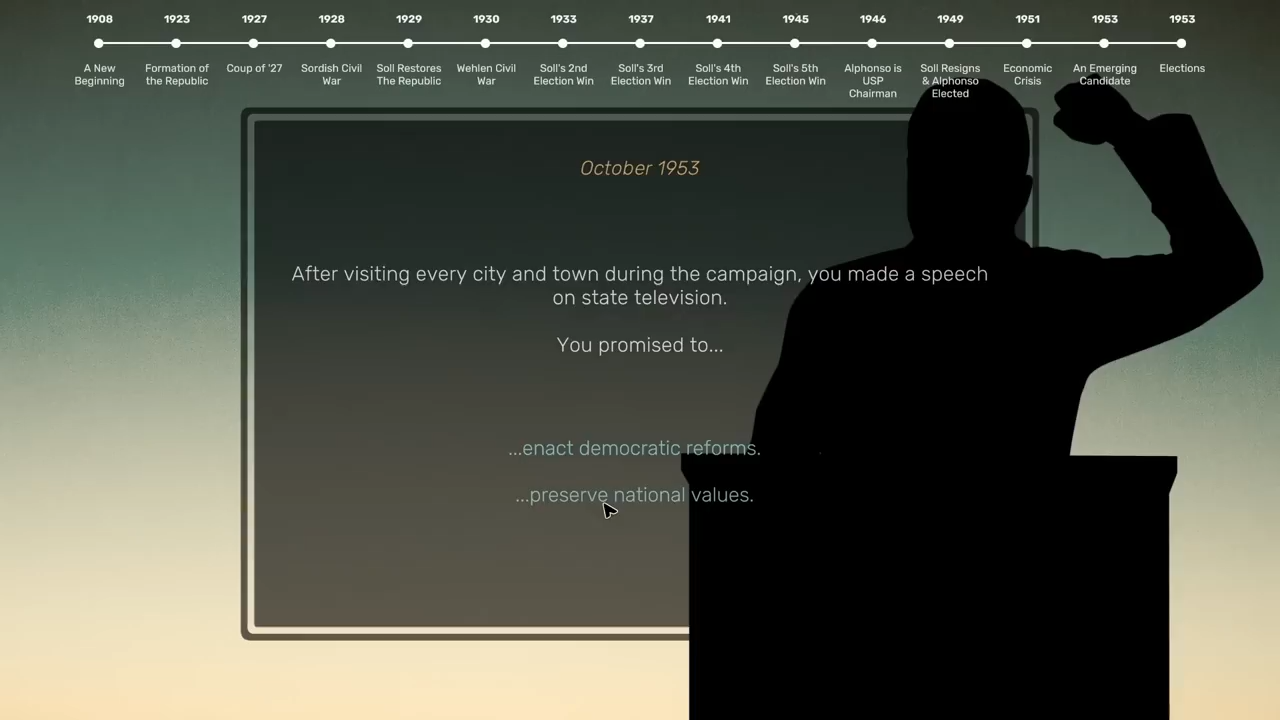 1908 1923 1927 1928 1929 1930 1933 1937 1941 1945 1946 1949 1951 1953 1953
A New Beginning
Formation of the Republic
Coup of '27
Sordish Civil War
Soll Restores The Republic
Wehlen Civil War
Soll's 2nd Election Win
Soll's 3rd Election Win
Soll's 4th Election Win
Soll's 5th Election Win
Alphonso is USP Chairman
Soll Resigns & Alphonso Elected
Economic Crisis
An Emerging Candidate
Elections
October 1953
After visiting every city and town during the campaign, you made a speech
on state television.
You promised to...
...enact democratic reforms.
...preserve national values.